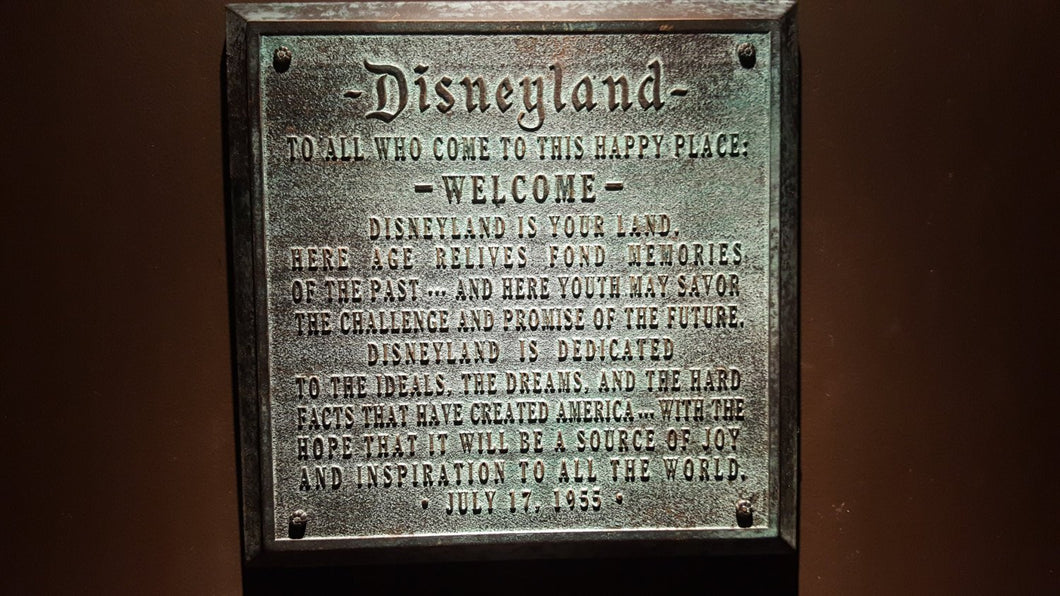 -Disneyland-
TO ALL WHO COME TO THIS HAPPY PLACE:
-WELCOME-
DISNEYLAND IS YOUR LAND.
HERE AGE RELIVES FOND MEMORIES
OF THE PAST ... AND HERE YOUTH MAY SAVOR
THE CHALLENGE AND PROMISE OF THE FUTURE.
DISNEYLAND IS DEDICATED
TO THE IDEALS, THE DREAMS, AND THE HARD
FACTS THAT HAVE CREATED AMERICA ... WITH THE
HOPE THAT IT WILL BE A SOURCE OF JOY
AND INSPIRATION TO ALL THE WORLD.
• JULY 17, 1955 •